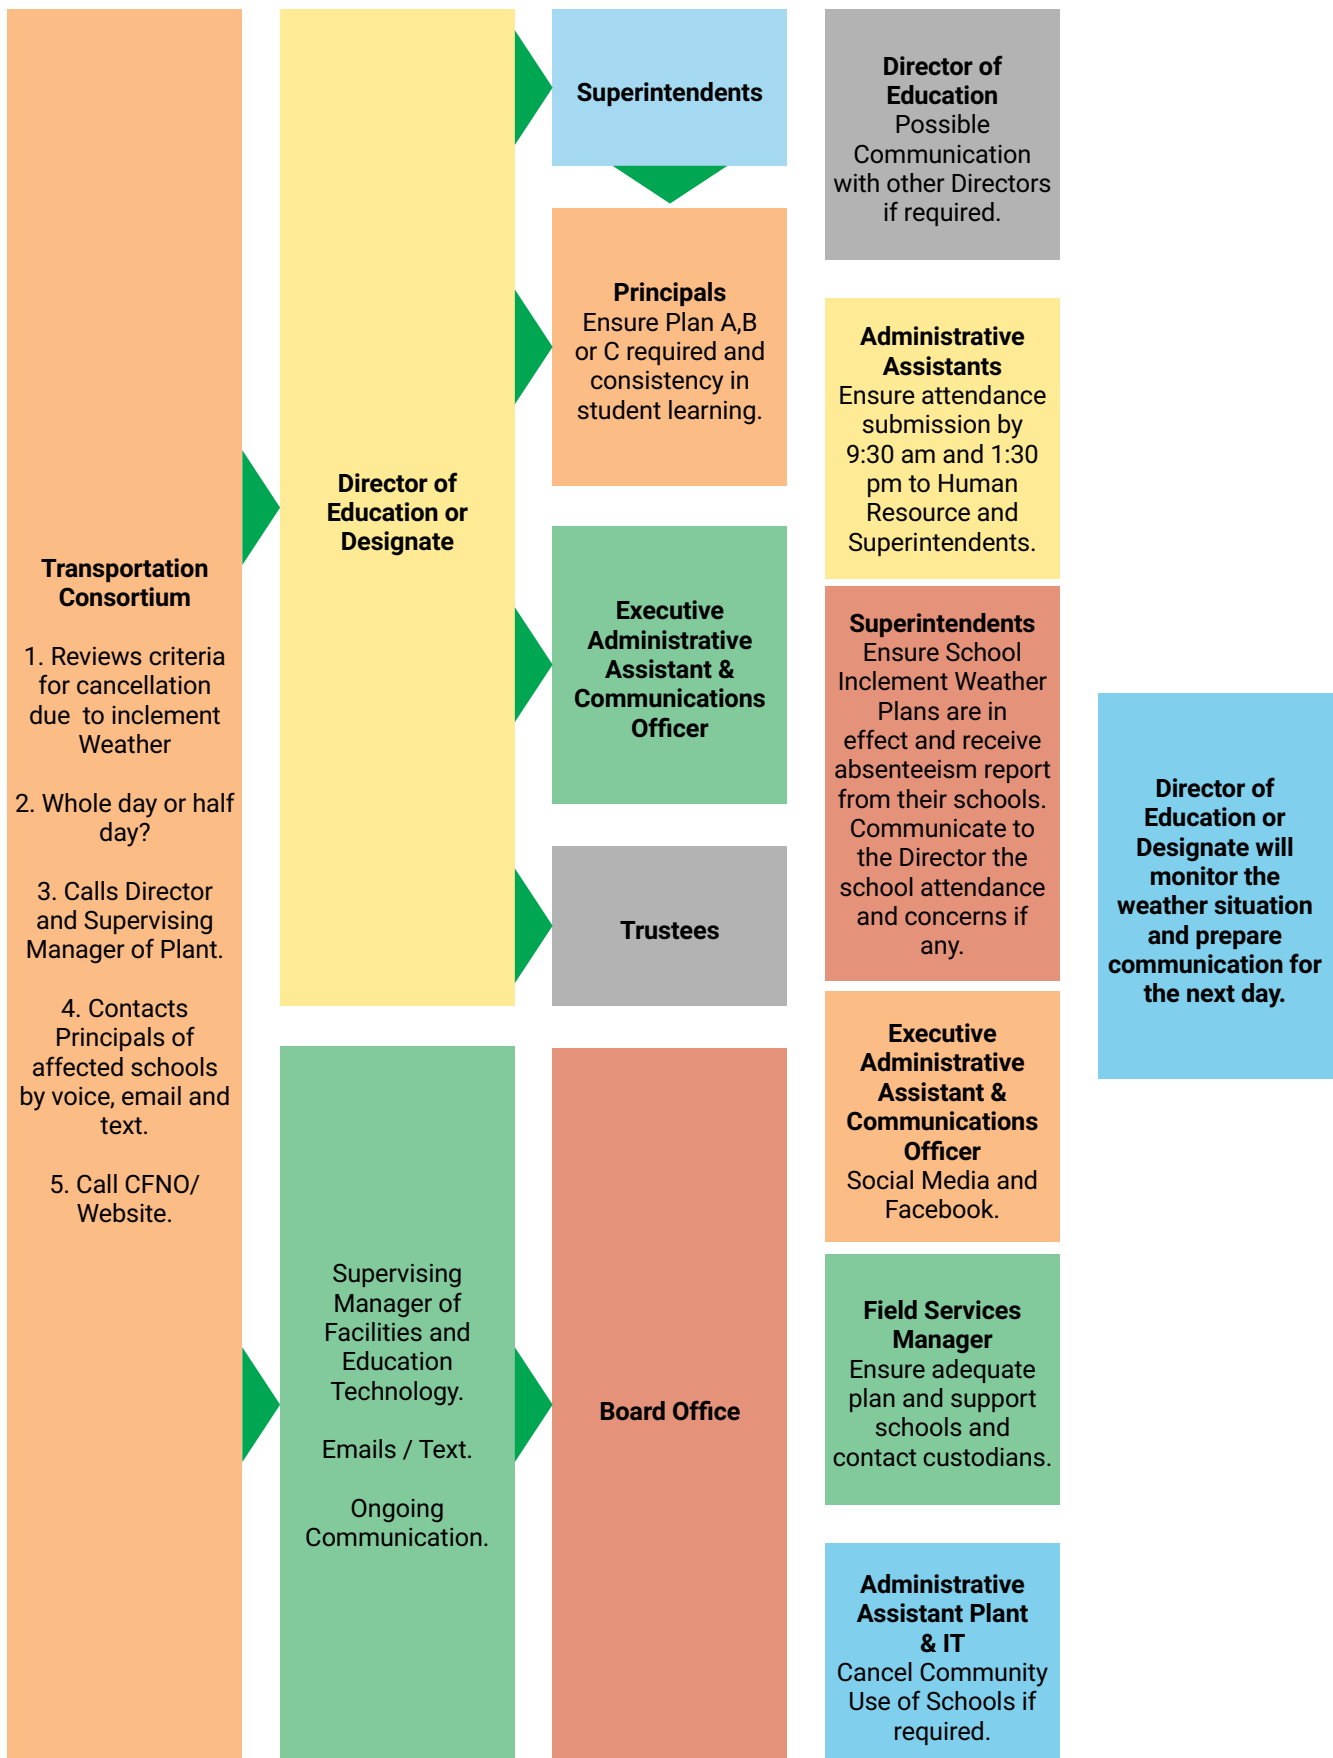 Transportation
Consortium
1. Reviews criteria
for cancellation
due to inclement
Weather
2. Whole day or half
day?
3. Calls Director
and Supervising
Manager of Plant.
4. Contacts
Principals of
affected schools
by voice, email and
text.
5. Call CFNO/
Website.
Director of
Education or
Designate
Supervising
Manager of
Facilities and
Education
Technology.
Emails / Text.
Ongoing
Communication.
Superintendents
Principals
Ensure Plan A,B
or C required and
consistency in
student learning.
Executive
Administrative
Assistant &
Communications
Officer
Trustees
Board Office
Director of
Education
Possible
Communication
with other Directors
if required.
Administrative
Assistants
Ensure attendance
submission by
9:30 am and 1:30
pm to Human
Resource and
Superintendents.
Superintendents
Ensure School
Inclement Weather
Plans are in
effect and receive
absenteeism report
from their schools.
Communicate to
the Director the
school attendance
and concerns if
any.
Executive
Administrative
Assistant &
Communications
Officer
Social Media and
Facebook.
Field Services
Manager
Ensure adequate
plan and support
schools and
contact custodians.
Administrative
Assistant Plant
& IT
Cancel Community
Use of Schools if
required.
Director of
Education or
Designate will
monitor the
weather situation
and prepare
communication for
the next day.